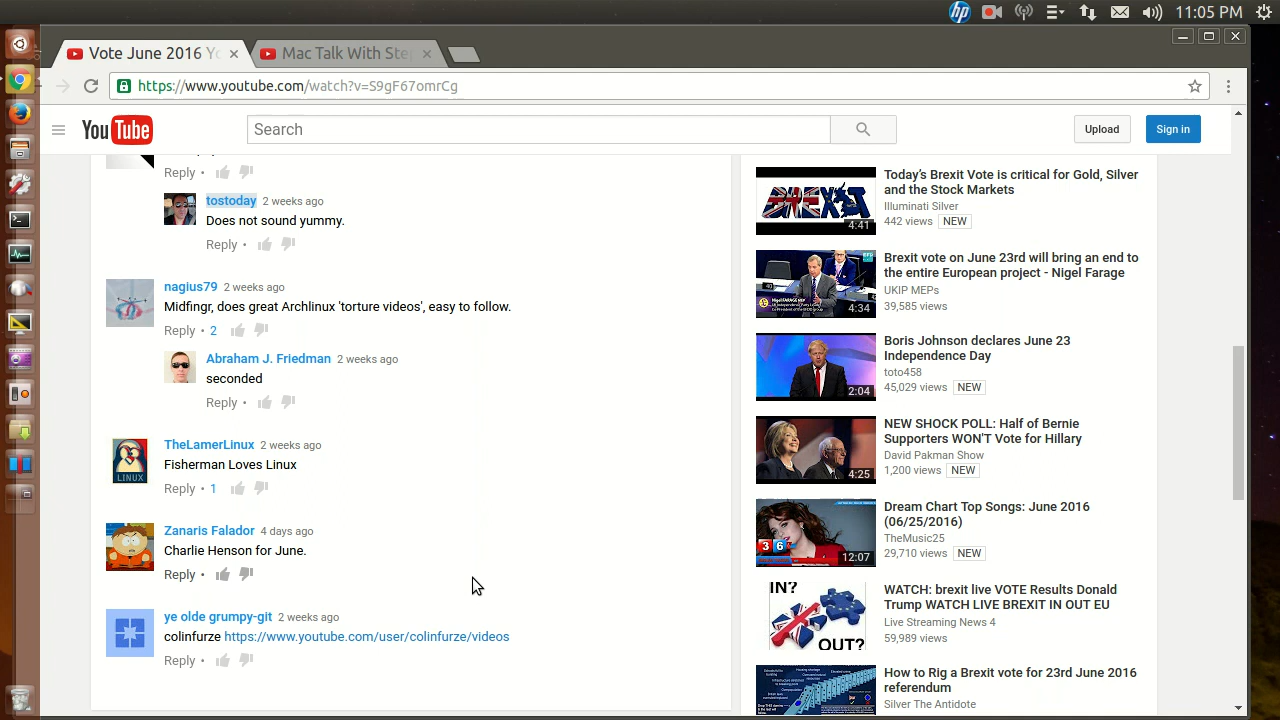 11:05 PM
Vote June 2016 Yo
Mac Talk With Ste
https://www.youtube.com/watch?v=S9gF67omrCg
YouTube
Search
Upload
Sign in
Reply •
tostoday 2 weeks ago
Does not sound yummy.
Reply •
nagius79 2 weeks ago
Midfingr, does great Archlinux 'torture videos', easy to follow.
Reply • 2
Abraham J. Friedman 2 weeks ago
seconded
Reply •
LINUX
TheLamerLinux 2 weeks ago
Fisherman Loves Linux
Reply • 1
Zanaris Falador 4 days ago
Charlie Henson for June.
Reply •
ye olde grumpy-git 2 weeks ago
colinfurze https://www.youtube.com/user/colinfurze/videos
Reply •
BREXIT
4:41
Today's Brexit Vote is critical for Gold, Silver
and the Stock Markets
Illuminati Silver
442 views NEW
4:34
Brexit vote on June 23rd will bring an end to
the entire European project - Nigel Farage
UKIP MEPs
39,585 views
2:04
Boris Johnson declares June 23
Independence Day
toto458
45,029 views NEW
4:25
NEW SHOCK POLL: Half of Bernie
Supporters WON'T Vote for Hillary
David Pakman Show
1,200 views NEW
3 6
12:07
Dream Chart Top Songs: June 2016
(06/25/2016)
TheMusic25
29,710 views NEW
IN?
OUT?
WATCH: brexit live VOTE Results Donald
Trump WATCH LIVE BREXIT IN OUT EU
Live Streaming News 4
59,989 views
How to Rig a Brexit vote for 23rd June 2016
referendum
Silver The Antidote